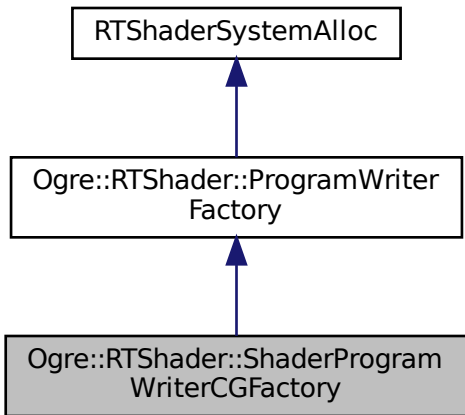 RTShaderSystemAlloc
Ogre::RTShader::ProgramWriter
Factory
Ogre::RTShader::ShaderProgram
WriterCGFactory